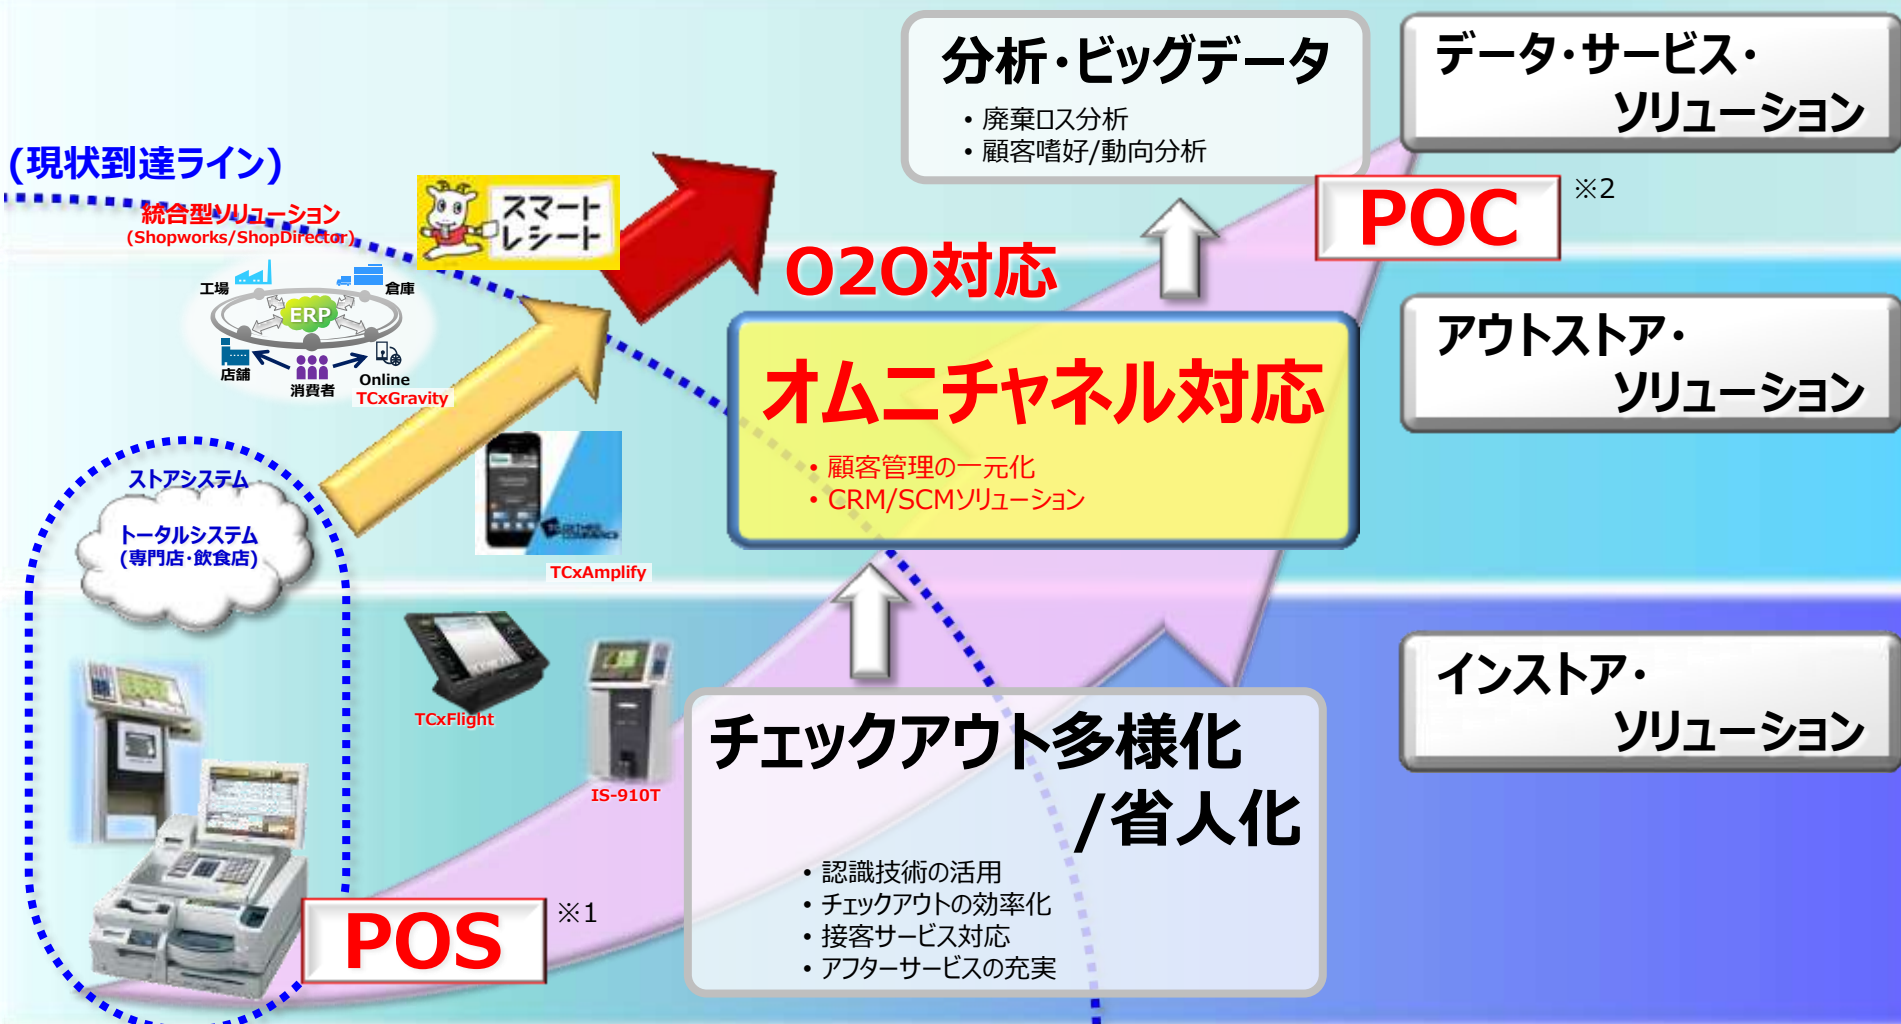 分析・ビッグデータ
・廃棄ロス分析
・顧客嗜好/動向分析
データ・サービス・
ソリューション
(現状到達ライン)
統合型ソリューション
(Shopworks/ShopDirector)
スマート
レシート
POC
※2
O2O対応
工場
倉庫
ERP
店舗
消費者
Online
TCxGravity
オムニチャネル対応
・顧客管理の一元化
・CRM/SCMソリューション
アウトストア・
ソリューション
ストアシステム
トータルシステム
(専門店・飲食店)
TCxAmplify
TCxFlight
IS-910T
チェックアウト多様化
/省人化
・認識技術の活用
・チェックアウトの効率化
・接客サービス対応
・アフターサービスの充実
インストア・
ソリューション
POS
※1